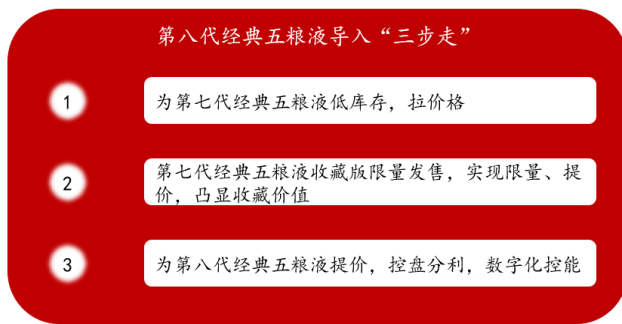 第八代经典五粮液导入“三步走”
1
为第七代经典五粮液低库存，拉价格
2
第七代经典五粮液收藏版限量发售，实现限量、提
价，凸显收藏价值
3
为第八代经典五粮液提价，控盘分利，数字化控能